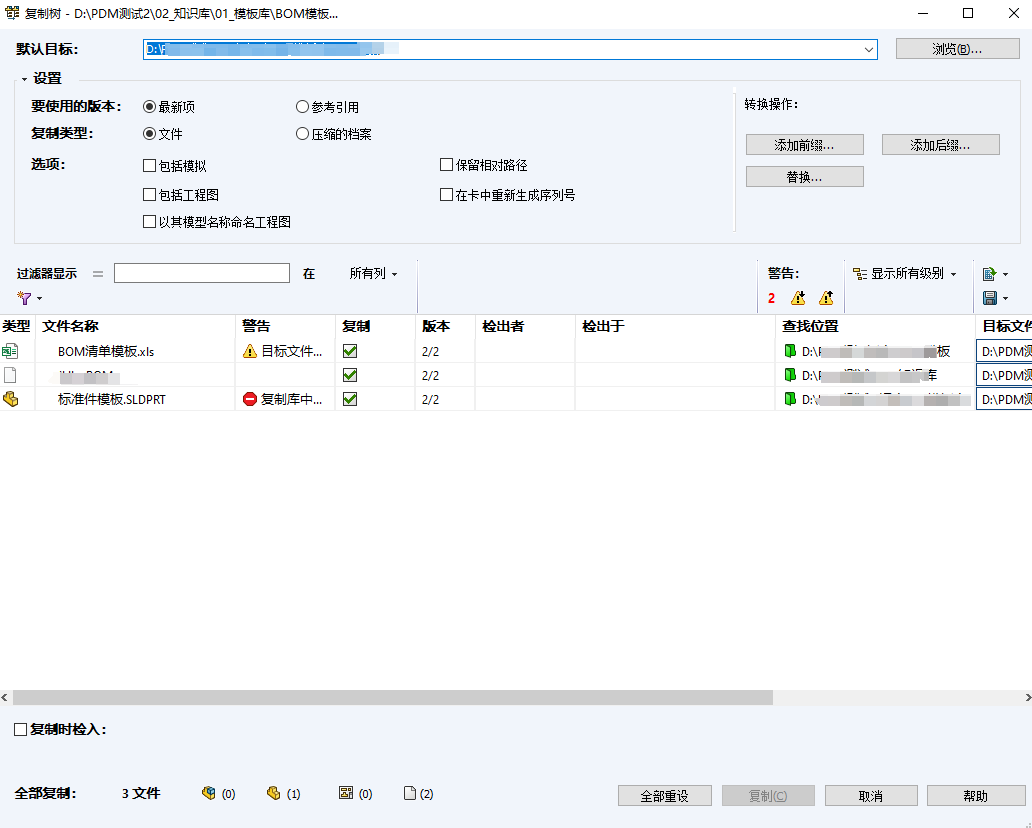 复制树 - D:\PDM测试2\02_知识库\01_模板库\BOM模板...
默认目标： D:\ 浏览(B)...
设置
要使用的版本： 最新项 参考引用 转换操作：
复制类型： 文件 压缩的档案
添加前缀... 添加后缀...
选项： 包括模拟 保留相对路径
替换...
包括工程图 在卡中重新生成序列号
以其模型名称命名工程图
过滤器显示 = 在 所有列 警告： 显示所有级别
2
类型 文件名称 警告 复制 版本 检出者 检出于 查找位置 目标文件
BOM清单模板.xls 目标文件... 2/2 D:\ 板 D:\PDM测
2/2 D:\ 库 D:\PDM测
标准件模板.SLDPRT 复制库中... 2/2 D:\ D:\PDM测
复制时检入：
全部复制： 3 文件 (0) (1) (0) (2) 全部重设 复制(C) 取消 帮助